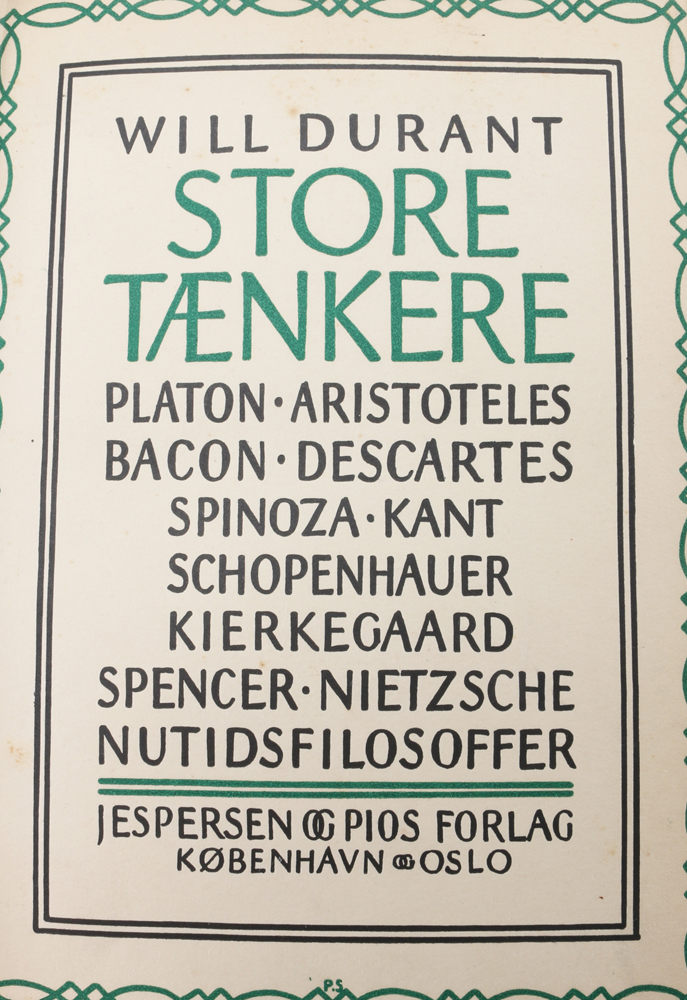 WILL DURANT
STORE
TÆNKERE
PLATON · ARISTOTELES
BACON · DESCARTES
SPINOZA · KANT
SCHOPENHAUER
KIERKEGAARD
SPENCER · NIETZSCHE
NUTIDSFILOSOFFER
JESPERSEN OG PIOS FORLAG
KØBENHAVN OG OSLO
P.S.